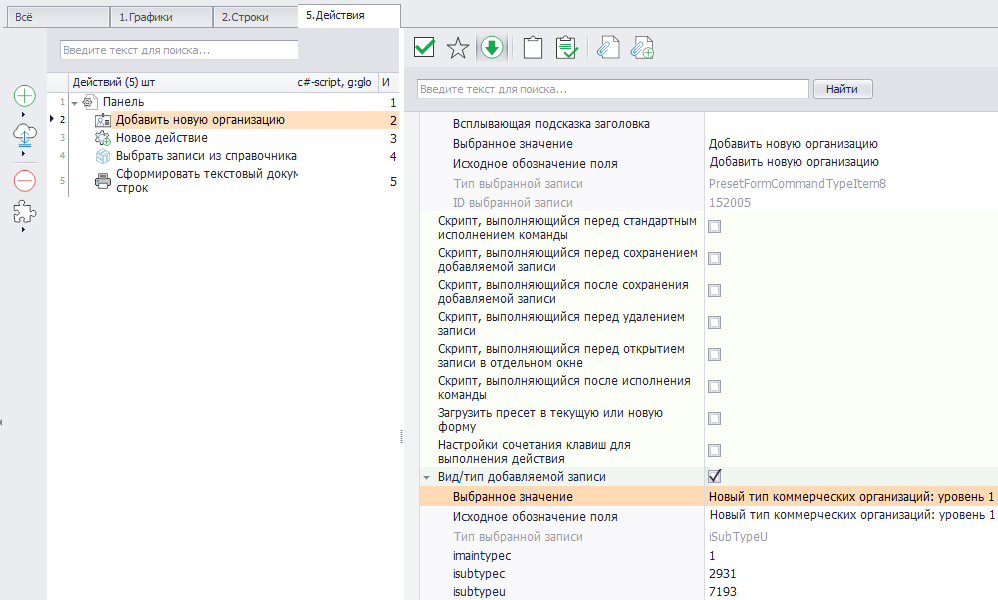 Всё
1.Графики
2.Строки
5.Действия
Введите текст для поиска...
Действий (5) шт
c#-script, g:glo
И
1
Панель
1
2
Добавить новую организацию
2
3
Новое действие
3
4
Выбрать записи из справочника
4
5
Сформировать текстовый докум
строк
5
Введите текст для поиска...
Найти
Всплывающая подсказка заголовка
Выбранное значение
Добавить новую организацию
Исходное обозначение поля
Добавить новую организацию
Тип выбранной записи
PresetFormCommandTypeItem8
ID выбранной записи
152005
Скрипт, выполняющийся перед стандартным
исполнением команды
Скрипт, выполняющийся перед сохранением
добавляемой записи
Скрипт, выполняющийся после сохранения
добавляемой записи
Скрипт, выполняющийся перед удалением
записи
Скрипт, выполняющийся перед открытием
записи в отдельном окне
Скрипт, выполняющийся после исполнения
команды
Загрузить пресет в текущую или новую
форму
Настройки сочетания клавиш для
выполнения действия
Вид/тип добавляемой записи
Выбранное значение
Новый тип коммерческих организаций: уровень 1
Исходное обозначение поля
Новый тип коммерческих организаций: уровень 1
Тип выбранной записи
iSubTypeU
imaintypec
1
isubtypec
2931
isubtypeu
7193